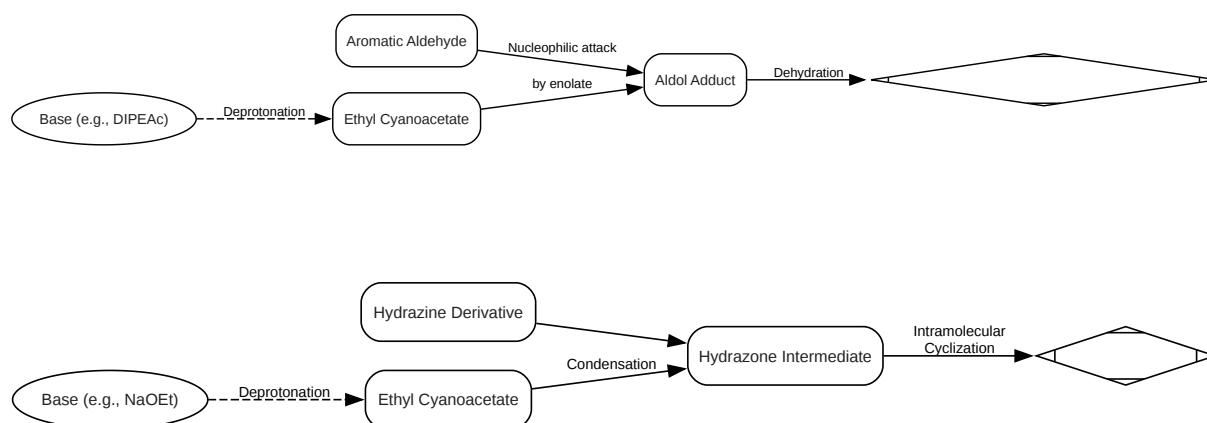 Aromatic Aldehyde
Nucleophilic attack
by enolate
Aldol Adduct
Dehydration
Base (e.g., DIPEAc)
Deprotonation
Ethyl Cyanoacetate
Hydrazine Derivative
Condensation
Hydrazone Intermediate
Intramolecular
Cyclization
Base (e.g., NaOEt)
Deprotonation
Ethyl Cyanoacetate